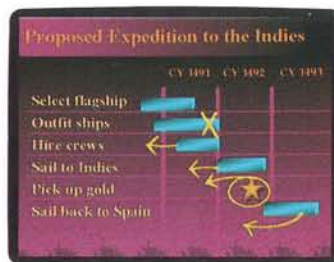 Proposed Expedition to the Indies
CY 1491 CY 1492 CY 1493
Select flagship
Outfit ships
Hire crews
Sail to Indies
Pick up gold
Sail back to Spain